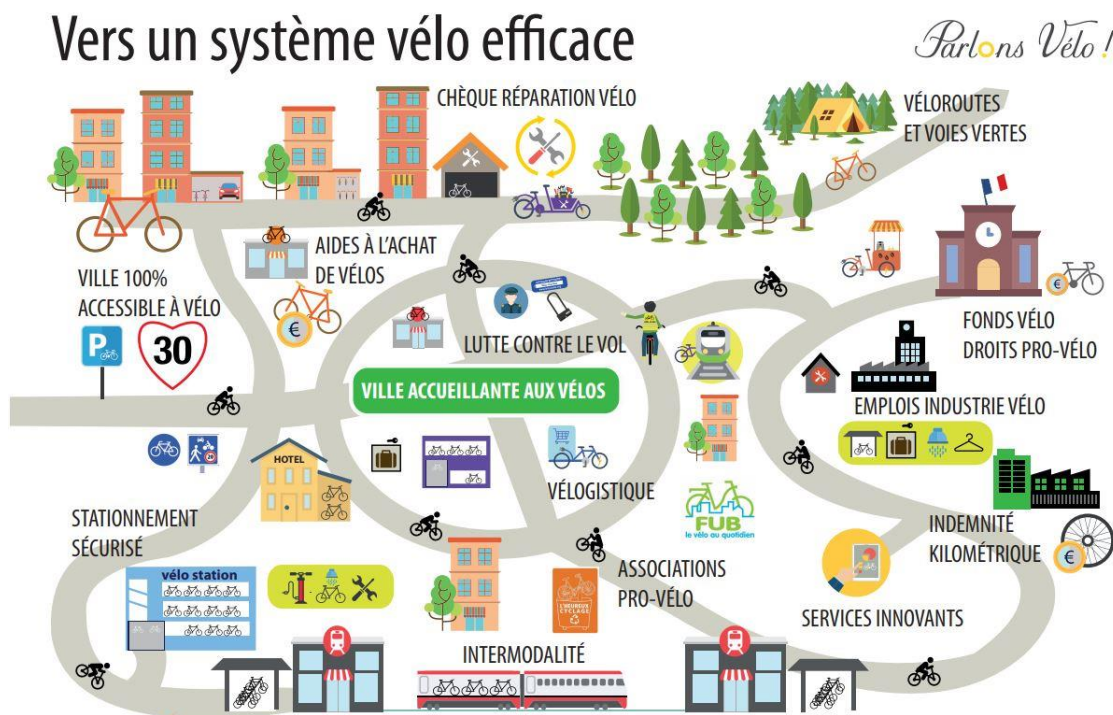 Vers un système vélo efficace
Parlons Vélo !
CHÈQUE RÉPARATION VÉLO
VÉLOROUTES
ET VOIES VERTES
AIDES À L'ACHAT
DE VÉLOS
VILLE 100%
ACCESSIBLE À VÉLO
P
30
LUTTE CONTRE LE VOL
FONDS VÉLO
DROITS PRO-VÉLO
€
€
VILLE ACCUEILLANTE AUX VÉLOS
EMPLOIS INDUSTRIE VÉLO
HOTEL
VÉLOGISTIQUE
STATIONNEMENT
SÉCURISÉ
FUB
le vélo au quotidien
INDEMNITÉ
KILOMÉTRIQUE
€
vélo station
ASSOCIATIONS
PRO-VÉLO
L'HEUREUX
CYCLAGE
SERVICES INNOVANTS
INTERMODALITÉ